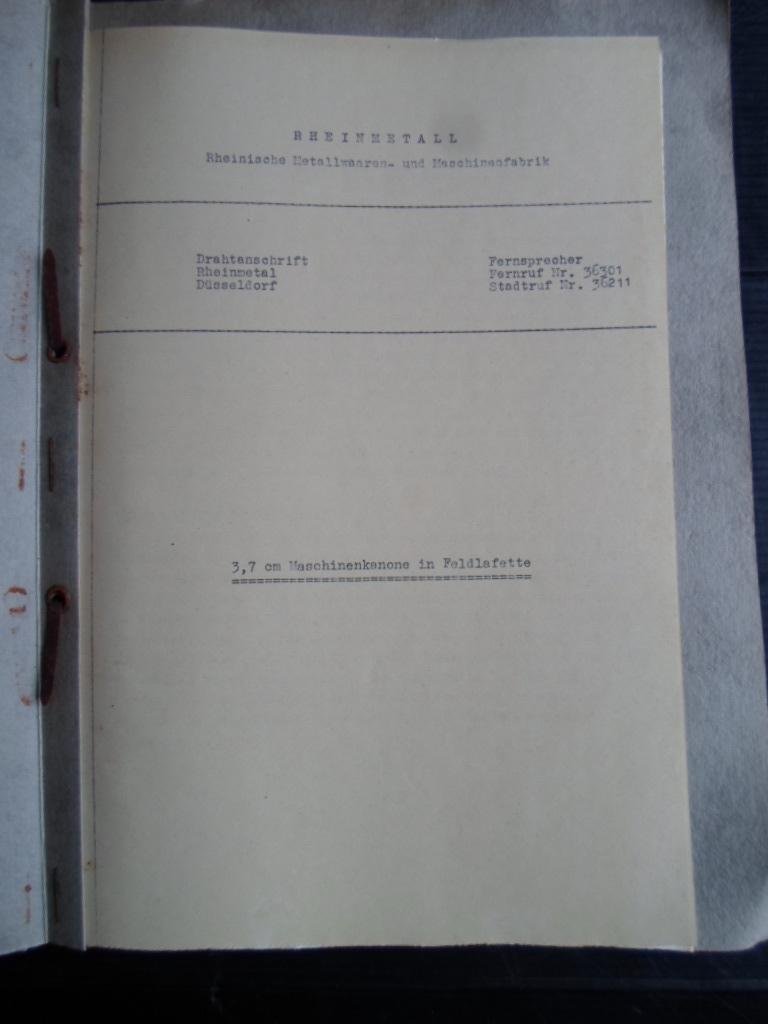 RHEINMETALL
Rheinische Metallwaaren- und Maschinenfabrik
Drahtanschrift
Rheinmetal
Düsseldorf
Fernsprecher
Fernruf Nr. 36301
Stadtruf Nr. 36211
3,7 cm Maschinenkanone in Feldlafette